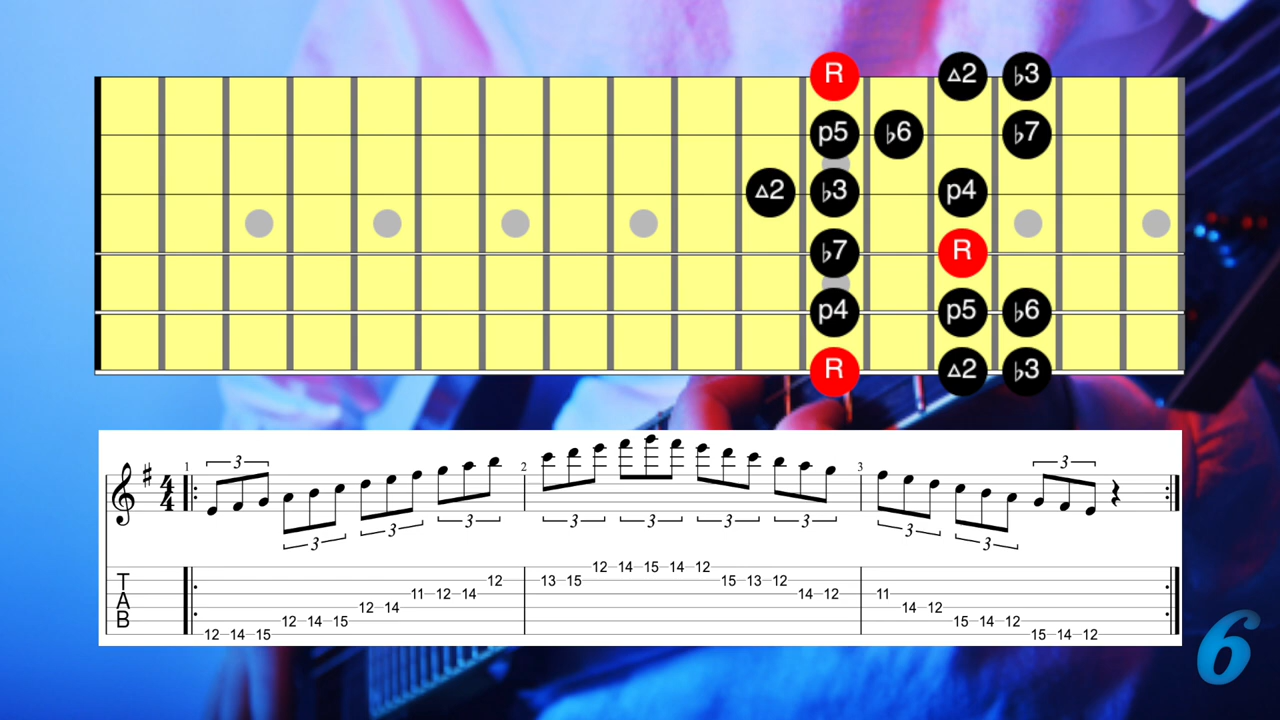 R ▵2 ♭3
p5 ♭6 ♭7
▵2 ♭3 p4
♭7 R
p4 p5 ♭6
R ▵2 ♭3
3 1 2 3 3
4 4
3 3 3 3 3 3 3 3 3
T A B
12 14 15 12 14 15 12 14 11 12 14 12
13 15 12 14 15 14 12 15 13 12 14 12
11 14 12 15 14 12 15 14 12
6